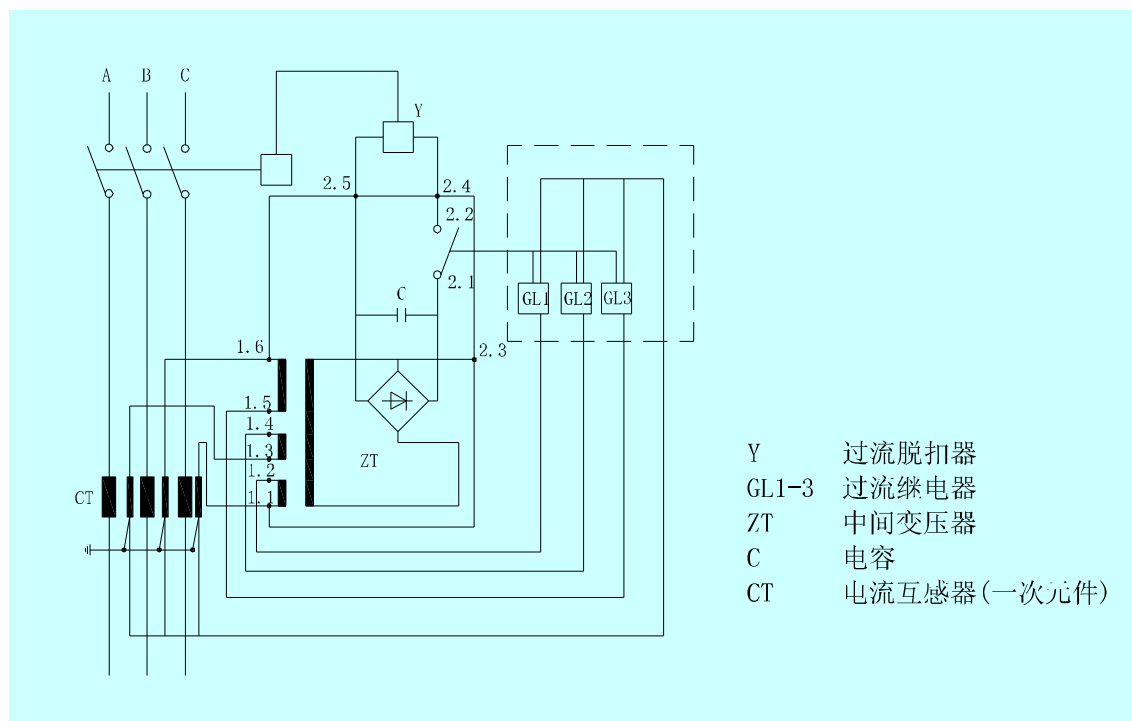 A B C
Y
2.5
2.4
2.2
2.1
C
GL1 GL2 GL3
1.6
2.3
1.5
1.4
1.3
1.2
1.1
ZT
CT
Y 过流脱扣器
GL1-3 过流继电器
ZT 中间变压器
C 电容
CT 电流互感器(一次元件)